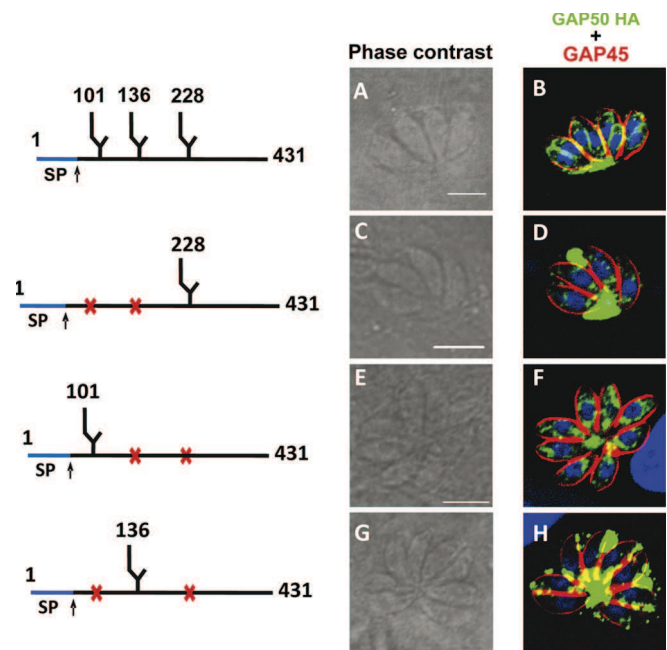 GAP50 HA
+
Phase contrast GAP45
A B
101 136 228
1 431
SP
C D
228
1 431
SP
E F
101
1 431
SP
G H
136
1 431
SP